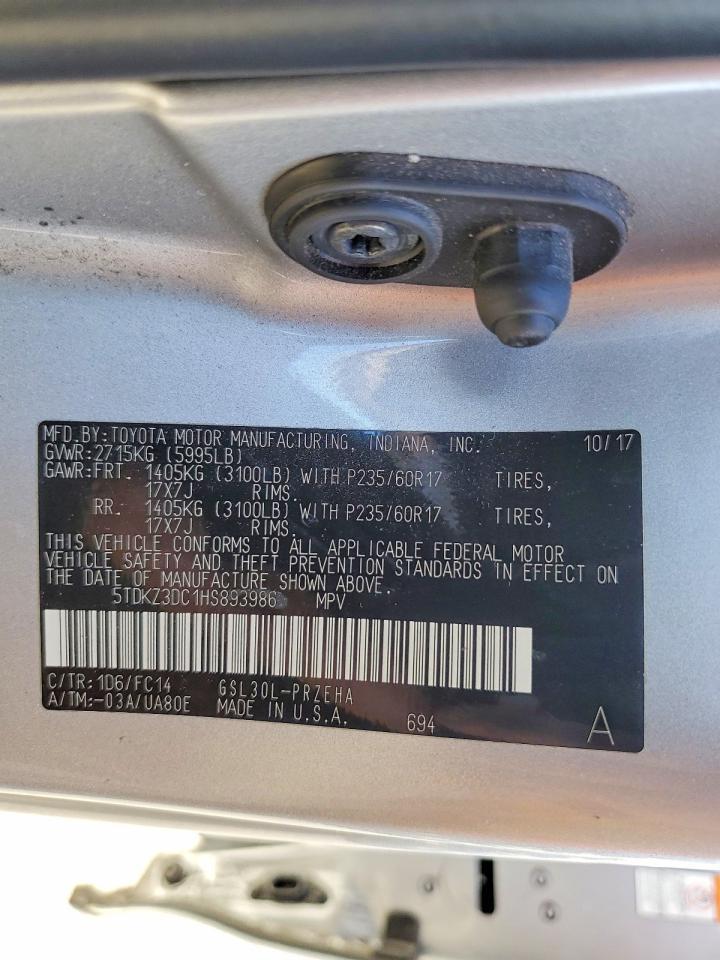 MFD.BY:TOYOTA MOTOR MANUFACTURING, INDIANA, INC. 10/17
GVWR:2715KG (5995LB)
GAWR:FRT. 1405KG (3100LB) WITH P235/60R17 TIRES,
17X7J RIMS.
RR. 1405KG (3100LB) WITH P235/60R17 TIRES,
17X7J RIMS.
THIS VEHICLE CONFORMS TO ALL APPLICABLE FEDERAL MOTOR
VEHICLE SAFETY AND THEFT PREVENTION STANDARDS IN EFFECT ON
THE DATE OF MANUFACTURE SHOWN ABOVE.
5TDKZ3DC1HS893986 MPV
C/TR:1D6/FC14 GSL30L-PRZEHA
A/TM:-03A/UA80E MADE IN U.S.A. 694 A